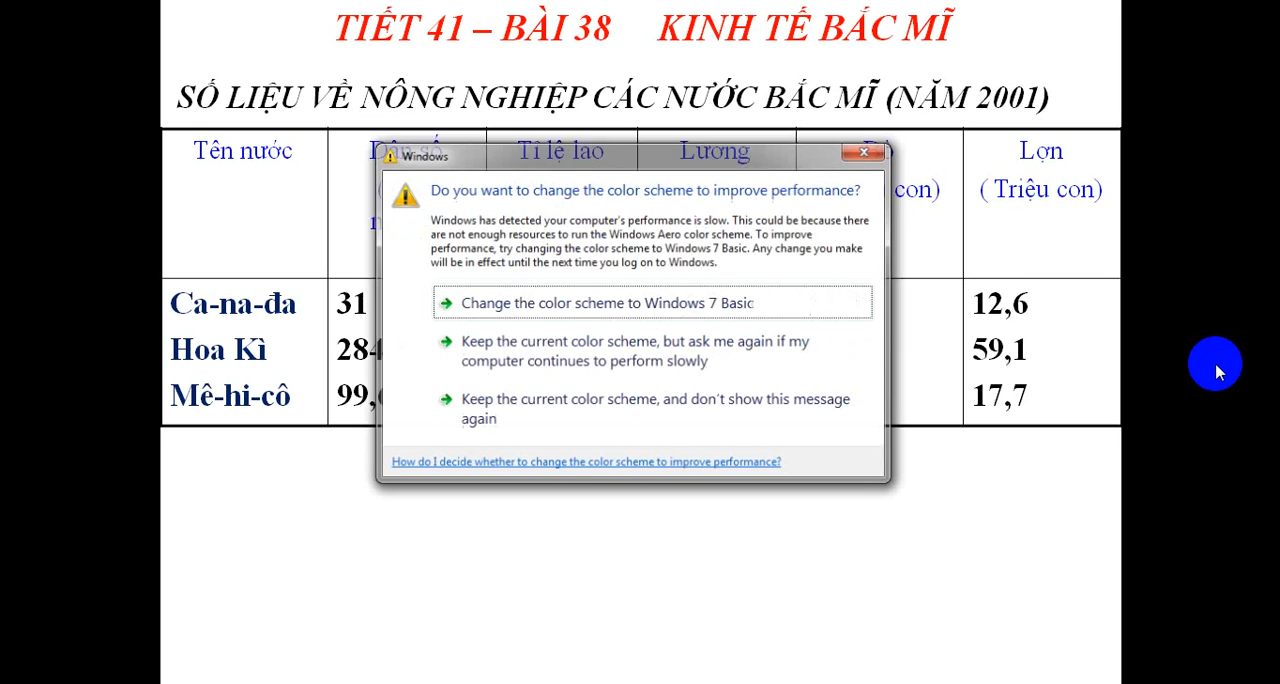 TIẾT 41 – BÀI 38 KINH TẾ BẮC MĨ
SỐ LIỆU VỀ NÔNG NGHIỆP CÁC NƯỚC BẮC MĨ (NĂM 2001)
Tên nước Dân số Tỉ lệ lao Lương Lợn
con) ( Triệu con)
Ca-na-đa 31 12,6
Hoa Kì 284 59,1
Mê-hi-cô 99,6 17,7
Windows
Do you want to change the color scheme to improve performance?
Windows has detected your computer's performance is slow. This could be because there
are not enough resources to run the Windows Aero color scheme. To improve
performance, try changing the color scheme to Windows 7 Basic. Any change you make
will be in effect until the next time you log on to Windows.
Change the color scheme to Windows 7 Basic
Keep the current color scheme, but ask me again if my
computer continues to perform slowly
Keep the current color scheme, and don't show this message
again
How do I decide whether to change the color scheme to improve performance?